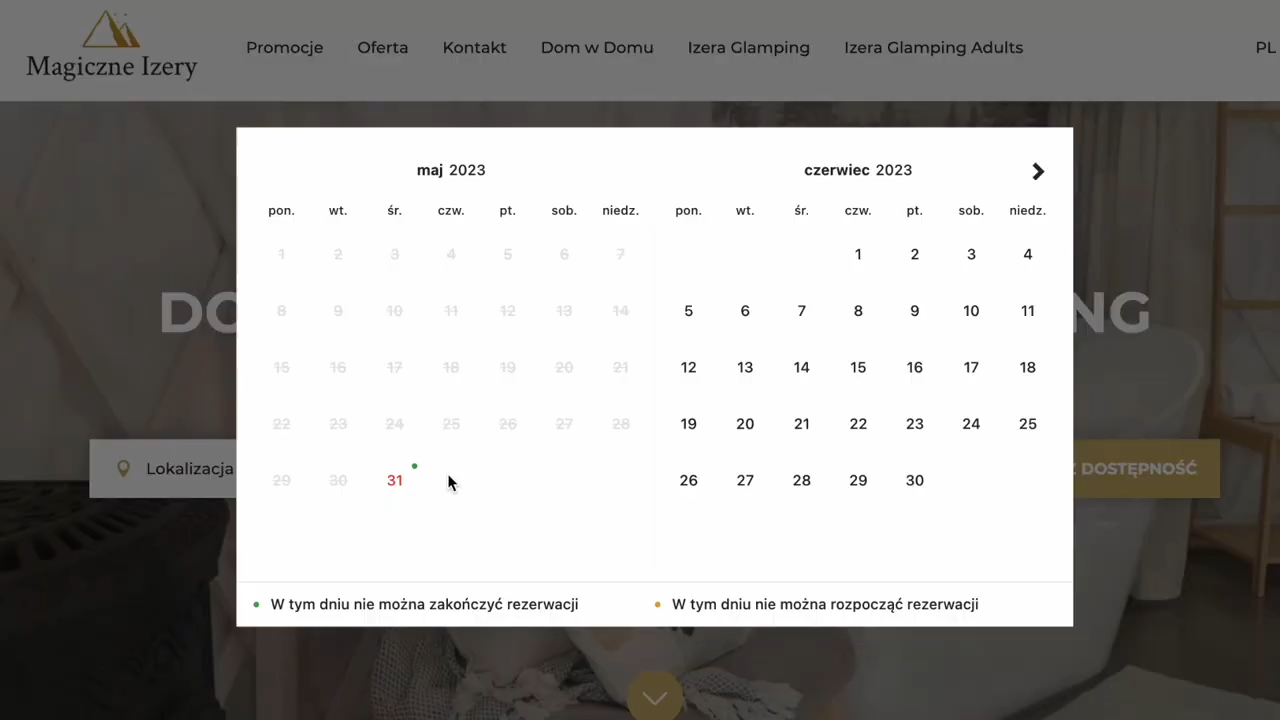 Magiczne Izery
Promocje Oferta Kontakt Dom w Domu Izera Glamping Izera Glamping Adults PL
maj 2023
pon. wt. śr. czw. pt. sob. niedz.
1 2 3 4 5 6 7
8 9 10 11 12 13 14
15 16 17 18 19 20 21
22 23 24 25 26 27 28
29 30 31
czerwiec 2023
pon. wt. śr. czw. pt. sob. niedz.
1 2 3 4
5 6 7 8 9 10 11
12 13 14 15 16 17 18
19 20 21 22 23 24 25
26 27 28 29 30
DO NG
Lokalizacja DOSTĘPNOŚĆ
W tym dniu nie można zakończyć rezerwacji
W tym dniu nie można rozpocząć rezerwacji